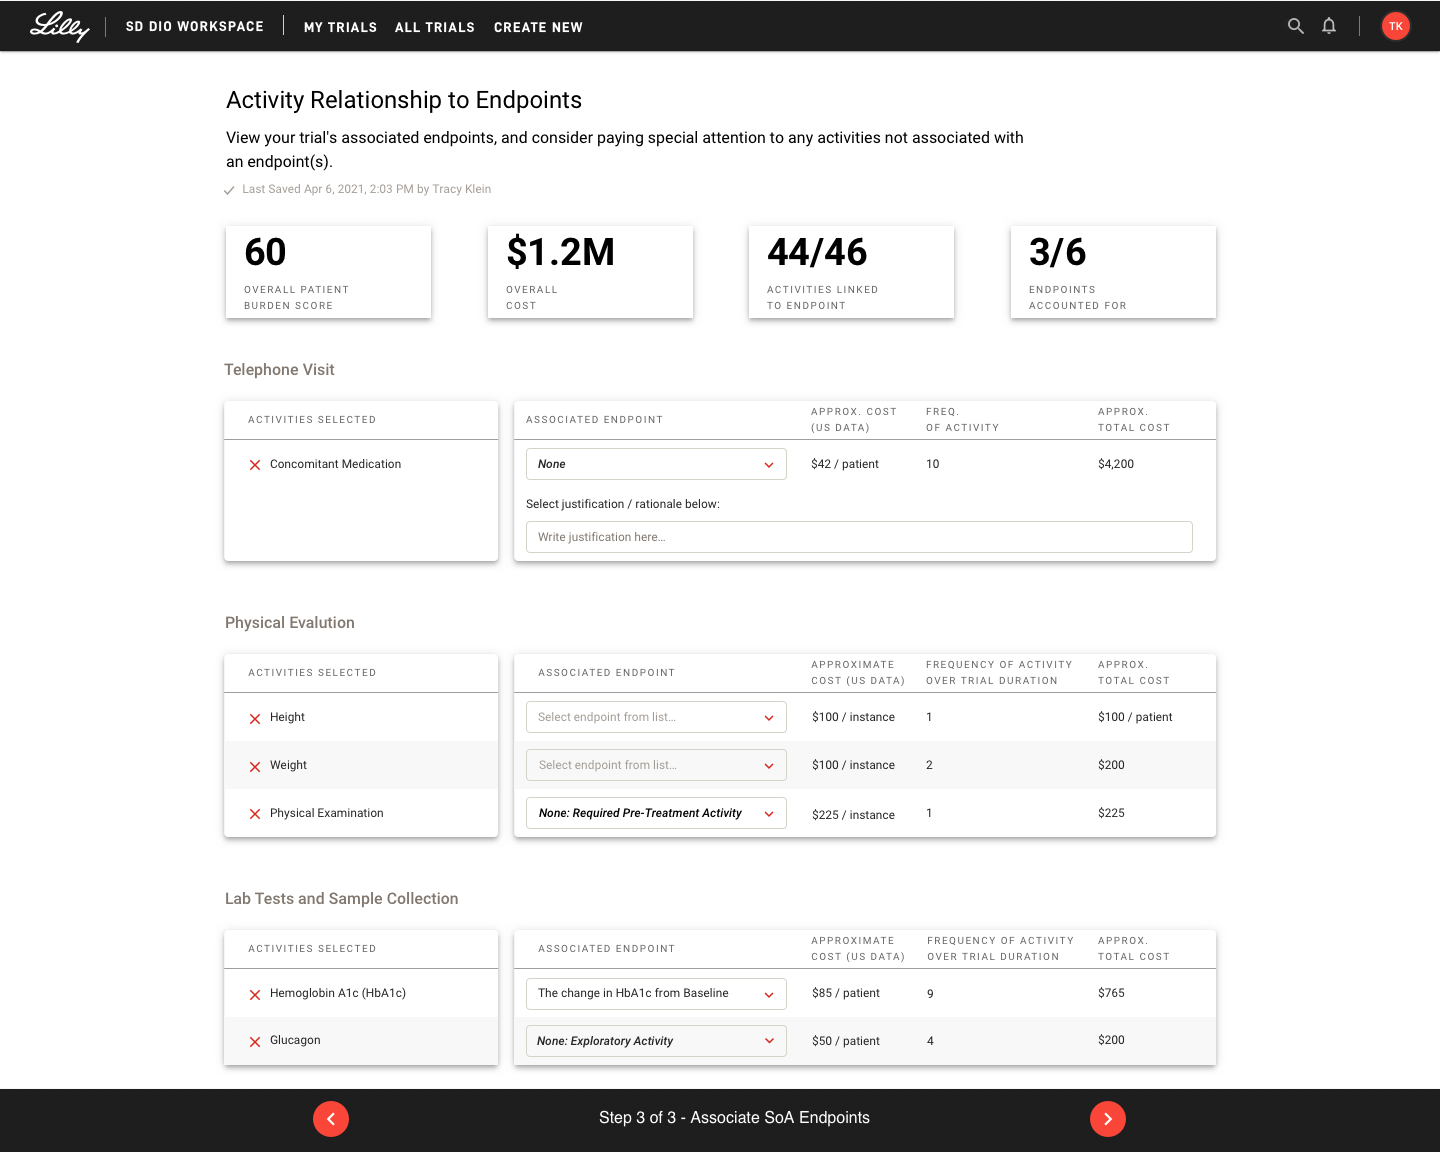 Lilly
SD DIO WORKSPACE
MY TRIALS
ALL TRIALS
CREATE NEW
TK
Activity Relationship to Endpoints
View your trial's associated endpoints, and consider paying special attention to any activities not associated with
an endpoint(s).
Last Saved Apr 6, 2021, 2:03 PM by Tracy Klein
60
OVERALL PATIENT
BURDEN SCORE
$1.2M
OVERALL
COST
44/46
ACTIVITIES LINKED
TO ENDPOINT
3/6
ENDPOINTS
ACCOUNTED FOR
Telephone Visit
ACTIVITIES SELECTED
ASSOCIATED ENDPOINT
APPROX. COST
(US DATA)
FREQ.
OF ACTIVITY
APPROX.
TOTAL COST
Concomitant Medication
None
$42 / patient
10
$4,200
Select justification / rationale below:
Write justification here...
Physical Evalution
ACTIVITIES SELECTED
ASSOCIATED ENDPOINT
APPROXIMATE
COST (US DATA)
FREQUENCY OF ACTIVITY
OVER TRIAL DURATION
APPROX.
TOTAL COST
Height
Select endpoint from list...
$100 / instance
1
$100 / patient
Weight
Select endpoint from list...
$100 / instance
2
$200
Physical Examination
None: Required Pre-Treatment Activity
$225 / instance
1
$225
Lab Tests and Sample Collection
ACTIVITIES SELECTED
ASSOCIATED ENDPOINT
APPROXIMATE
COST (US DATA)
FREQUENCY OF ACTIVITY
OVER TRIAL DURATION
APPROX.
TOTAL COST
Hemoglobin A1c (HbA1c)
The change in HbA1c from Baseline
$85 / patient
9
$765
Glucagon
None: Exploratory Activity
$50 / patient
4
$200
Step 3 of 3 - Associate SoA Endpoints